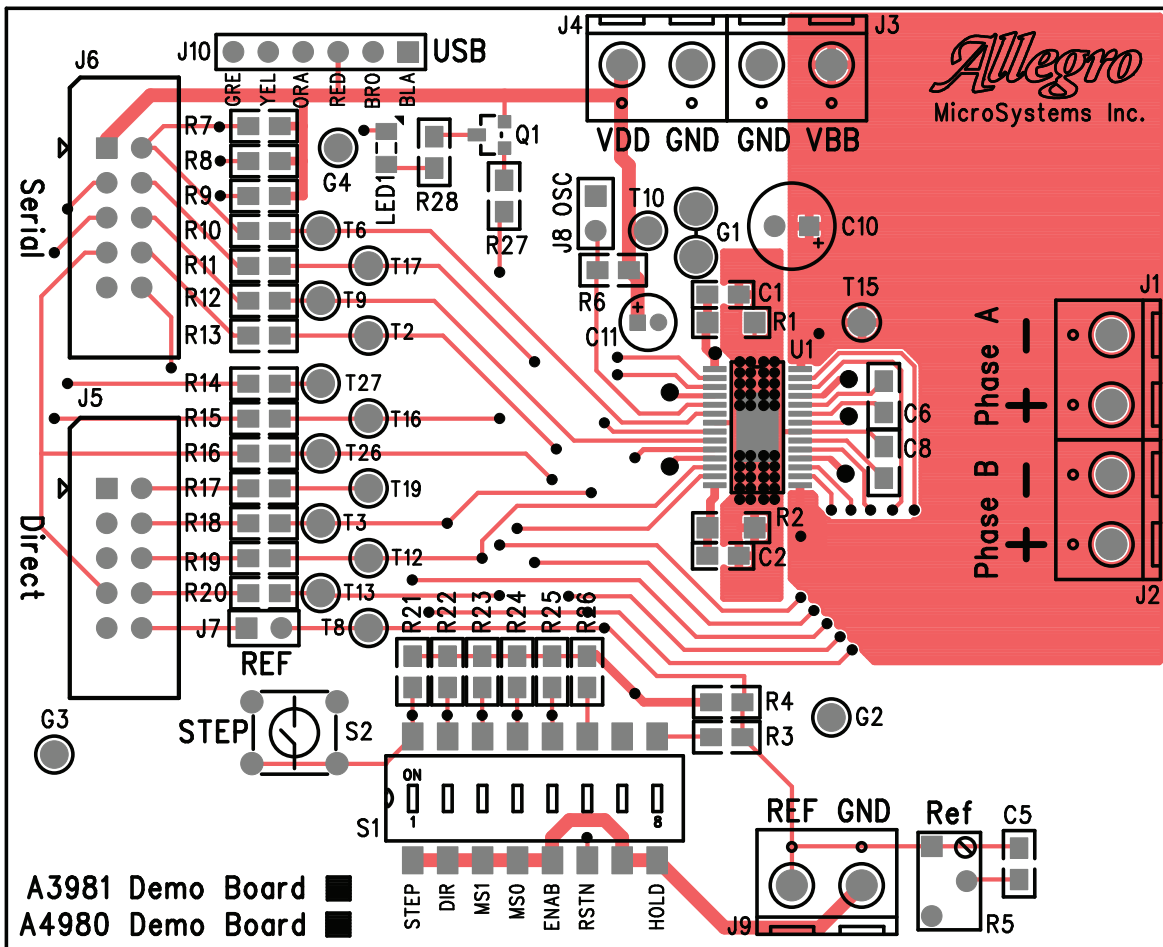 J4
J3
J10
USB
J6
GRE
YEL
ORA
RED
BRO
BLA
Allegro
MicroSystems Inc.
VDD
GND
GND
VBB
R7
R8
R9
R10
R11
R12
R13
Serial
G4
LED1
R28
Q1
R27
J8 OSC
T10
G1
C10
T6
T17
T9
T2
R6
C11
+
+
C1
R1
T15
U1
J1
Phase A
-
+
C6
C8
Phase B
-
+
J2
J5
R14
R15
R16
R17
R18
R19
R20
J7
REF
Direct
T27
T16
T26
T19
T3
T12
T13
T8
R2
C2
R21
R22
R23
R24
R25
R26
R4
R3
G2
G3
STEP
S2
ON
1
8
S1
STEP
DIR
MS1
MS0
ENAB
RSTN
HOLD
REF
GND
Ref
C5
J9
R5
A3981 Demo Board
A4980 Demo Board